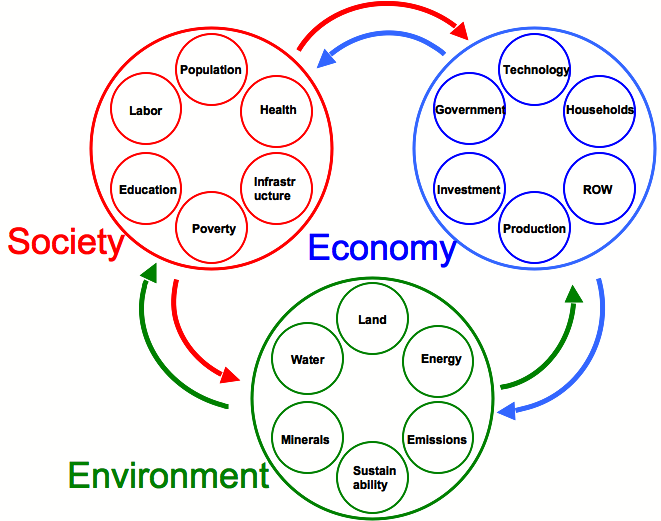 Population
Labor
Health
Education
Infrastr
ucture
Poverty
Society
Technology
Government
Households
Investment
ROW
Production
Economy
Land
Water
Energy
Minerals
Emissions
Sustain
ability
Environment